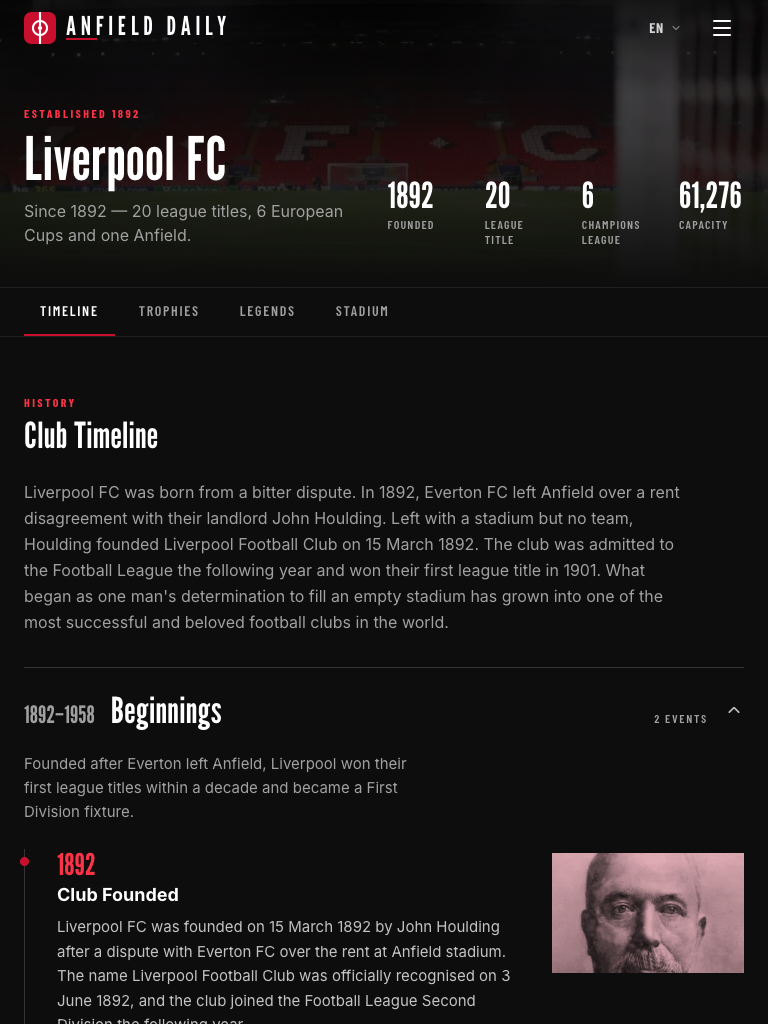 ANFIELD DAILY
EN
ESTABLISHED 1892
Liverpool FC
Since 1892 — 20 league titles, 6 European
Cups and one Anfield.
1892
FOUNDED
20
LEAGUE
TITLE
6
CHAMPIONS
LEAGUE
61,276
CAPACITY
F C
TIMELINE
TROPHIES
LEGENDS
STADIUM
HISTORY
Club Timeline
Liverpool FC was born from a bitter dispute. In 1892, Everton FC left Anfield over a rent
disagreement with their landlord John Houlding. Left with a stadium but no team,
Houlding founded Liverpool Football Club on 15 March 1892. The club was admitted to
the Football League the following year and won their first league title in 1901. What
began as one man's determination to fill an empty stadium has grown into one of the
most successful and beloved football clubs in the world.
1892–1958 Beginnings
2 EVENTS
Founded after Everton left Anfield, Liverpool won their
first league titles within a decade and became a First
Division fixture.
1892
Club Founded
Liverpool FC was founded on 15 March 1892 by John Houlding
after a dispute with Everton FC over the rent at Anfield stadium.
The name Liverpool Football Club was officially recognised on 3
June 1892, and the club joined the Football League Second
Division the following year.